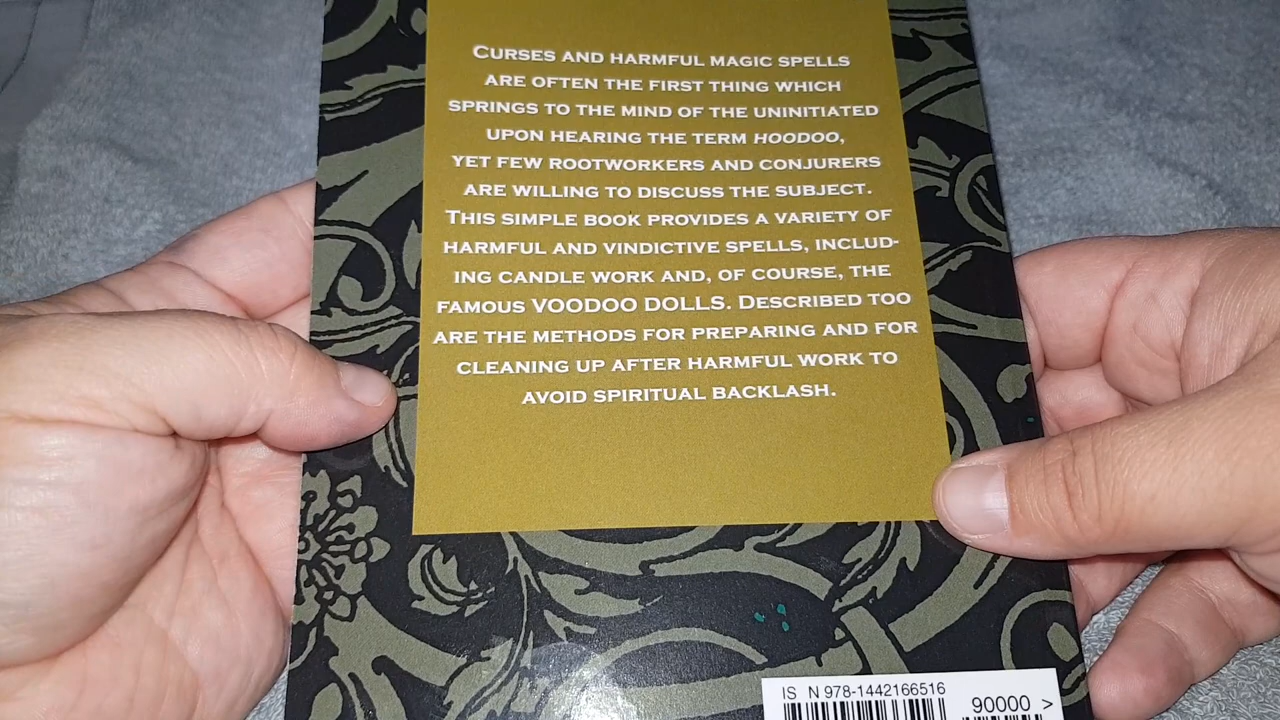 CURSES AND HARMFUL MAGIC SPELLS
ARE OFTEN THE FIRST THING WHICH
SPRINGS TO THE MIND OF THE UNINITIATED
UPON HEARING THE TERM HOODOO,
YET FEW ROOTWORKERS AND CONJURERS
ARE WILLING TO DISCUSS THE SUBJECT.
THIS SIMPLE BOOK PROVIDES A VARIETY OF
HARMFUL AND VINDICTIVE SPELLS, INCLUD-
ING CANDLE WORK AND, OF COURSE, THE
FAMOUS VOODOO DOLLS. DESCRIBED TOO
ARE THE METHODS FOR PREPARING AND FOR
CLEANING UP AFTER HARMFUL WORK TO
AVOID SPIRITUAL BACKLASH.
IS N 978-1442166516
90000 >